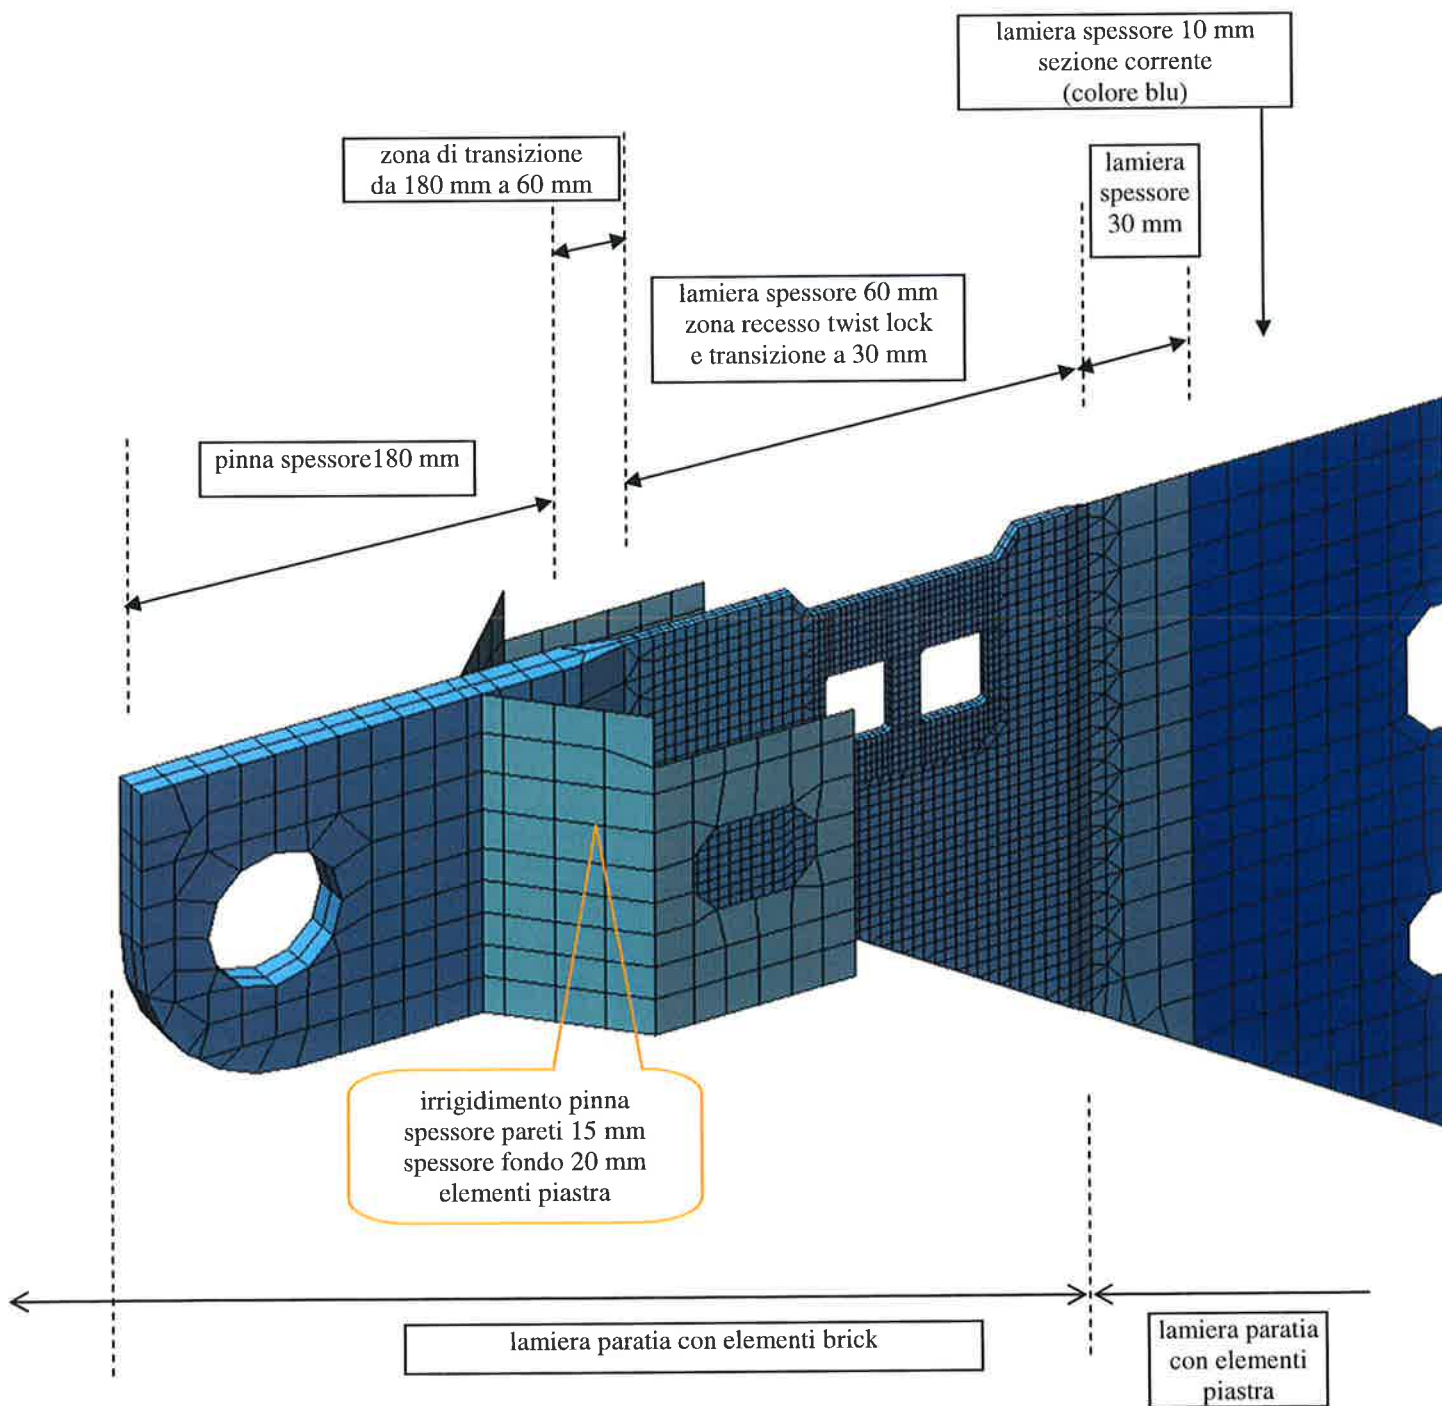 lamiera spessore 10 mm
sezione corrente
(colore blu)
zona di transizione
da 180 mm a 60 mm
lamiera
spessore
30 mm
lamiera spessore 60 mm
zona recesso twist lock
e transizione a 30 mm
pinna spessore180 mm
irrigidimento pinna
spessore pareti 15 mm
spessore fondo 20 mm
elementi piastra
lamiera paratia con elementi brick
lamiera paratia
con elementi
piastra